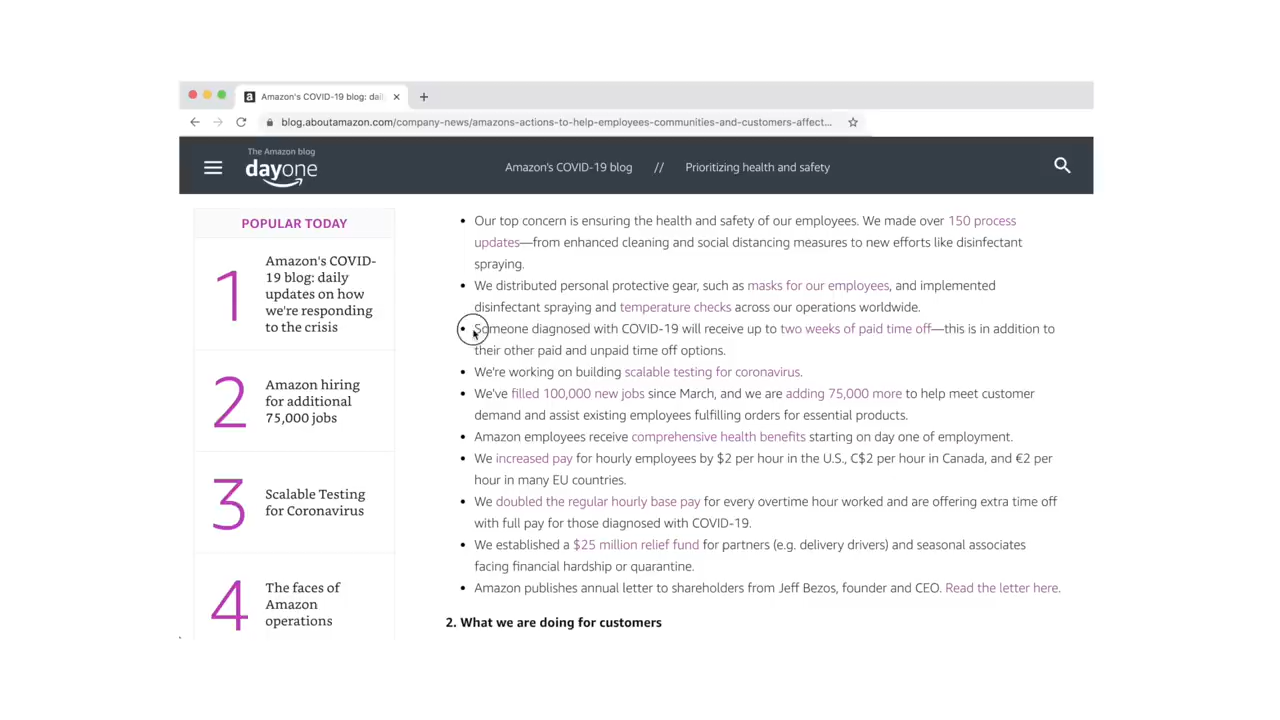 Amazon's COVID-19 blog: dail
blog.aboutamazon.com/company-news/amazons-actions-to-help-employees-communities-and-customers-affect...
The Amazon blog
dayone
Amazon's COVID-19 blog // Prioritizing health and safety
POPULAR TODAY
1
Amazon's COVID-
19 blog: daily
updates on how
we're responding
to the crisis
2
Amazon hiring
for additional
75,000 jobs
3
Scalable Testing
for Coronavirus
4
The faces of
Amazon
operations
• Our top concern is ensuring the health and safety of our employees. We made over 150 process
updates—from enhanced cleaning and social distancing measures to new efforts like disinfectant
spraying.
• We distributed personal protective gear, such as masks for our employees, and implemented
disinfectant spraying and temperature checks across our operations worldwide.
• Someone diagnosed with COVID-19 will receive up to two weeks of paid time off—this is in addition to
their other paid and unpaid time off options.
• We're working on building scalable testing for coronavirus.
• We've filled 100,000 new jobs since March, and we are adding 75,000 more to help meet customer
demand and assist existing employees fulfilling orders for essential products.
• Amazon employees receive comprehensive health benefits starting on day one of employment.
• We increased pay for hourly employees by $2 per hour in the U.S., C$2 per hour in Canada, and €2 per
hour in many EU countries.
• We doubled the regular hourly base pay for every overtime hour worked and are offering extra time off
with full pay for those diagnosed with COVID-19.
• We established a $25 million relief fund for partners (e.g. delivery drivers) and seasonal associates
facing financial hardship or quarantine.
• Amazon publishes annual letter to shareholders from Jeff Bezos, founder and CEO. Read the letter here.
2. What we are doing for customers